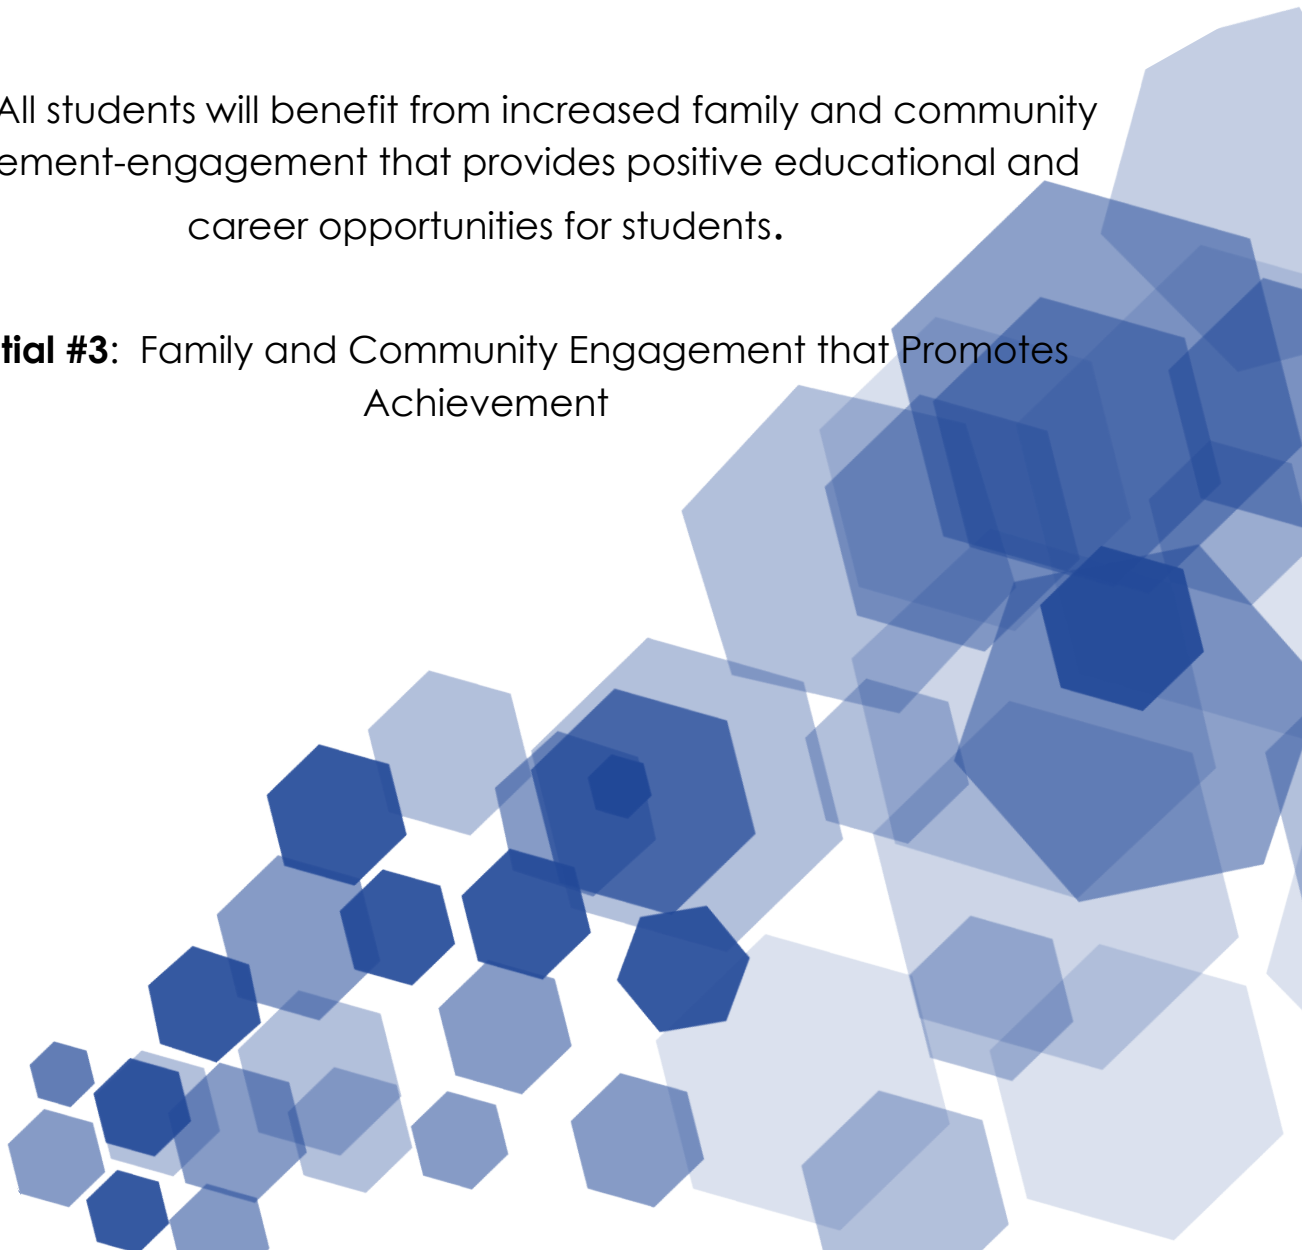 All students will benefit from increased family and community
ement-engagement that provides positive educational and
career opportunities for students.
tial #3: Family and Community Engagement that Promotes
Achievement